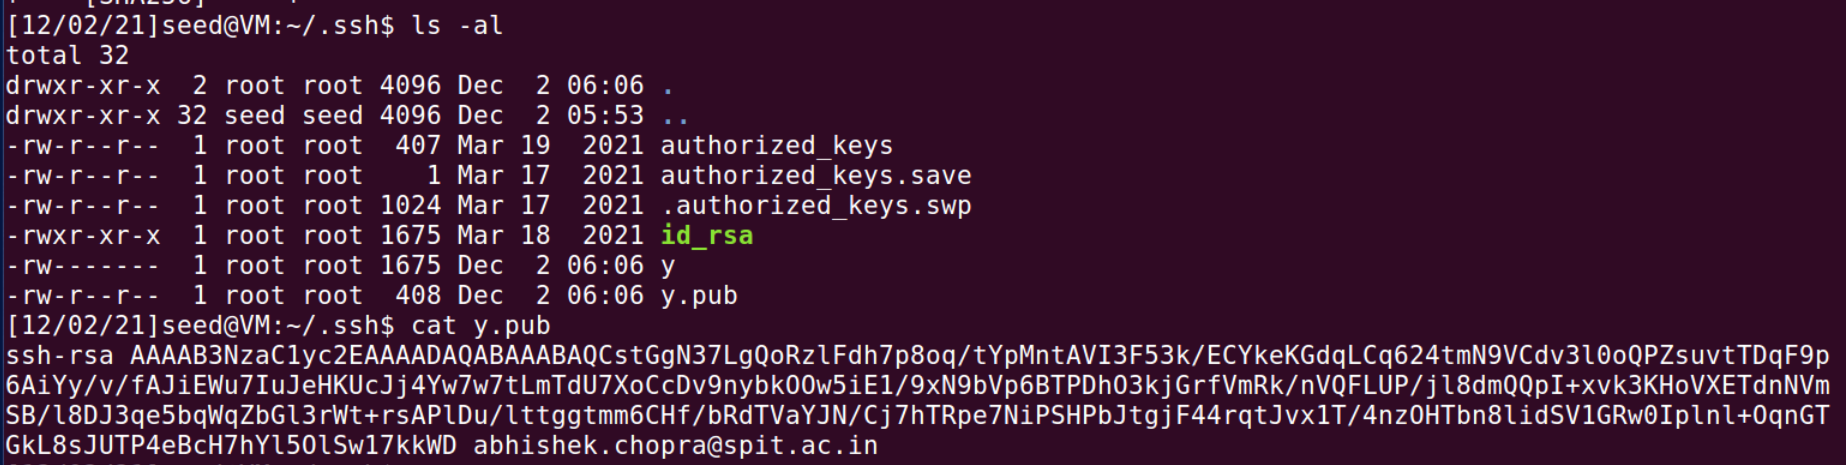 [12/02/21]seed@VM:~/.ssh$ ls -al
total 32
drwxr-xr-x  2 root root 4096 Dec  2 06:06 .
drwxr-xr-x 32 seed seed 4096 Dec  2 05:53 ..
-rw-r--r--  1 root root  407 Mar 19  2021 authorized_keys
-rw-r--r--  1 root root    1 Mar 17  2021 authorized_keys.save
-rw-r--r--  1 root root 1024 Mar 17  2021 .authorized_keys.swp
-rwxr-xr-x  1 root root 1675 Mar 18  2021 id_rsa
-rw-------  1 root root 1675 Dec  2 06:06 y
-rw-r--r--  1 root root  408 Dec  2 06:06 y.pub
[12/02/21]seed@VM:~/.ssh$ cat y.pub
ssh-rsa AAAAB3NzaC1yc2EAAAADAQABAAABAQCstGgN37LgQoRzlFdh7p8oq/tYpMntAVI3F53k/ECYkeKGdqLCq624tmN9VCdv3l0oQPZsuvtTDqF9p
6AiYy/v/fAJiEWu7IuJeHKUcJj4Yw7w7tLmTdU7XoCcDv9nybkOOw5iE1/9xN9bVp6BTPDhO3kjGrfVmRk/nVQFLUP/jl8dmQQpI+xvk3KHoVXETdnNVm
SB/l8DJ3qe5bqWqZbGl3rWt+rsAPlDu/lttggtmm6CHf/bRdTVaYJN/Cj7hTRpe7NiPSHPbJtgjF44rqtJvx1T/4nzOHTbn8lidSV1GRw0Iplnl+OqnGT
GkL8sJUTP4eBcH7hYl5OlSw17kkWD abhishek.chopra@spit.ac.in